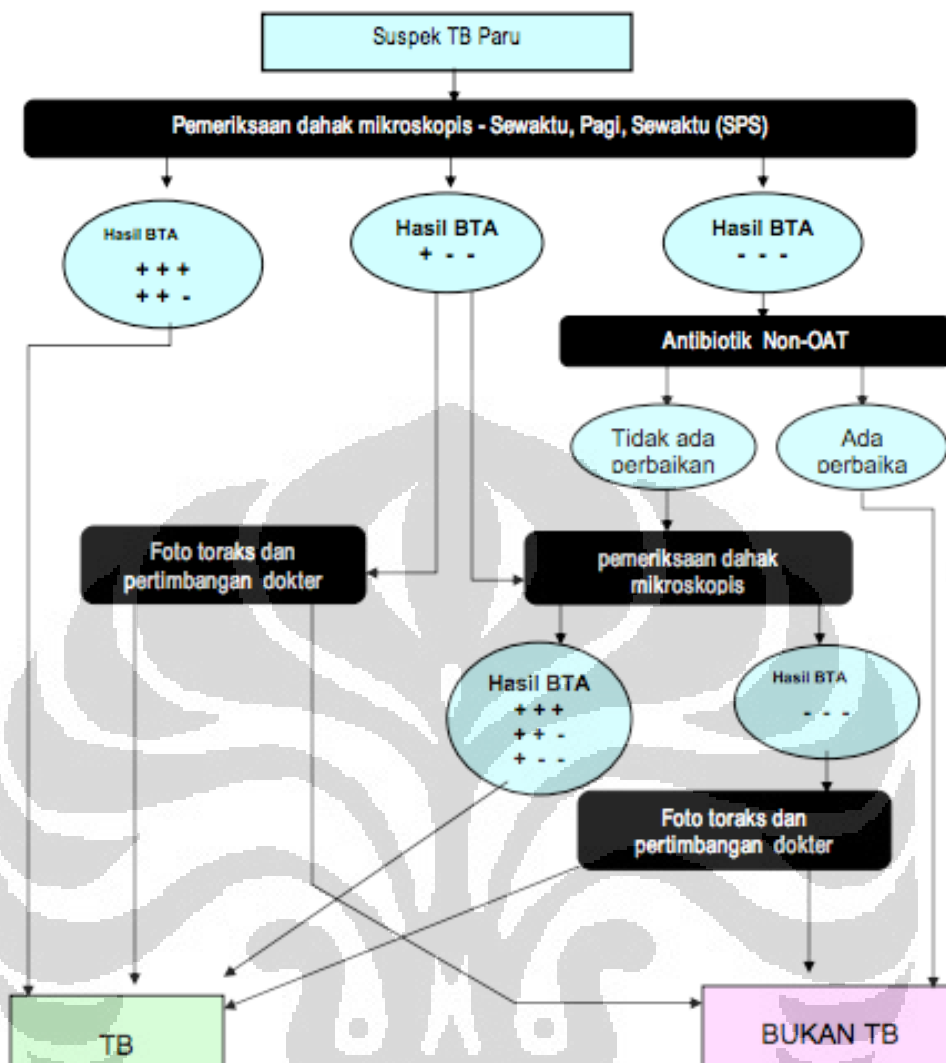 Suspek TB Paru
Pemeriksaan dahak mikroskopis - Sewaktu, Pagi, Sewaktu (SPS)
Hasil BTA
+ + +
+ + -
Hasil BTA
+ - -
Hasil BTA
- - -
Antibiotik Non-OAT
Tidak ada
perbaikan
Ada
perbaika
Foto toraks dan
pertimbangan dokter
pemeriksaan dahak
mikroskopis
Hasil BTA
+ + +
+ + -
+ - -
Hasil BTA
- - -
Foto toraks dan
pertimbangan dokter
TB
BUKAN TB